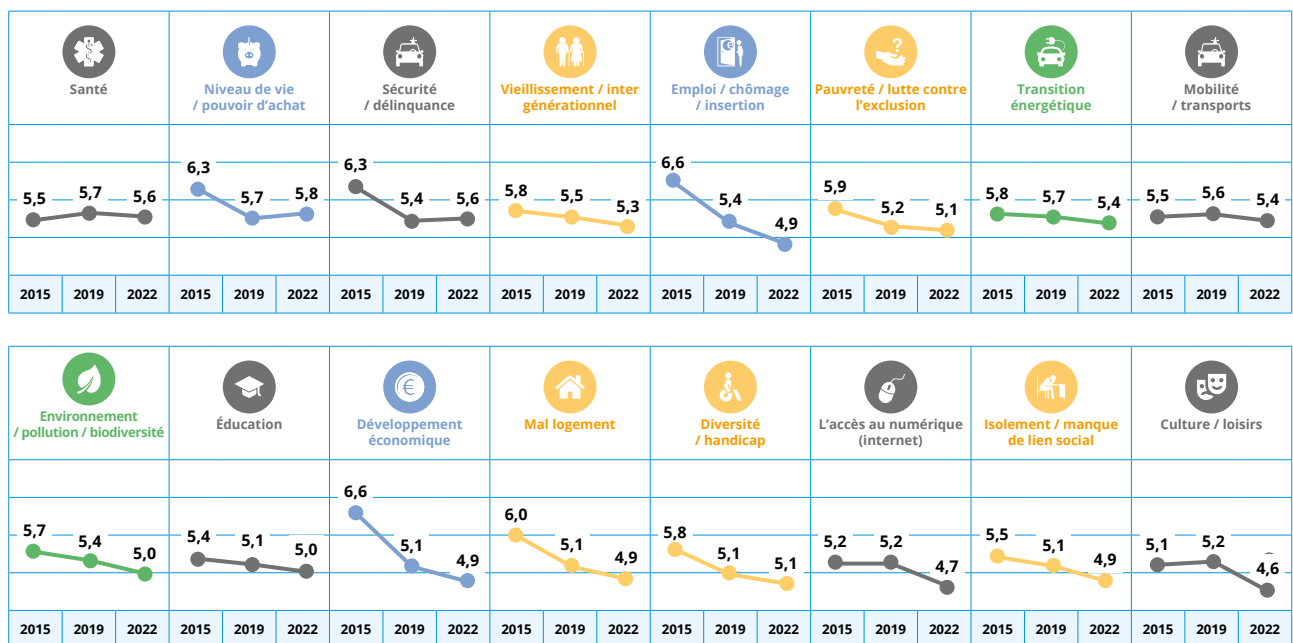 Santé
Niveau de vie
/ pouvoir d'achat
Sécurité
/ délinquance
Vieillissement / inter
générationnel
Emploi / chômage
/ insertion
Pauvreté / lutte contre
l'exclusion
Transition
énergétique
Mobilité
/ transports
5,5 5,7 5,6
6,3 5,7 5,8
6,3 5,4 5,6
5,8 5,5 5,3
6,6 5,4 4,9
5,9 5,2 5,1
5,8 5,7 5,4
5,5 5,6 5,4
2015 2019 2022 2015 2019 2022 2015 2019 2022 2015 2019 2022 2015 2019 2022 2015 2019 2022 2015 2019 2022 2015 2019 2022
Environnement
/ pollution / biodiversité
Éducation
Développement
économique
Mal logement
Diversité
/ handicap
L'accès au numérique
(internet)
Isolement / manque
de lien social
Culture / loisirs
5,7 5,4 5,0
5,4 5,1 5,0
6,6 5,1 4,9
6,0 5,1 4,9
5,8 5,1 5,1
5,2 5,2 4,7
5,5 5,1 4,9
5,1 5,2 4,6
2015 2019 2022 2015 2019 2022 2015 2019 2022 2015 2019 2022 2015 2019 2022 2015 2019 2022 2015 2019 2022 2015 2019 2022